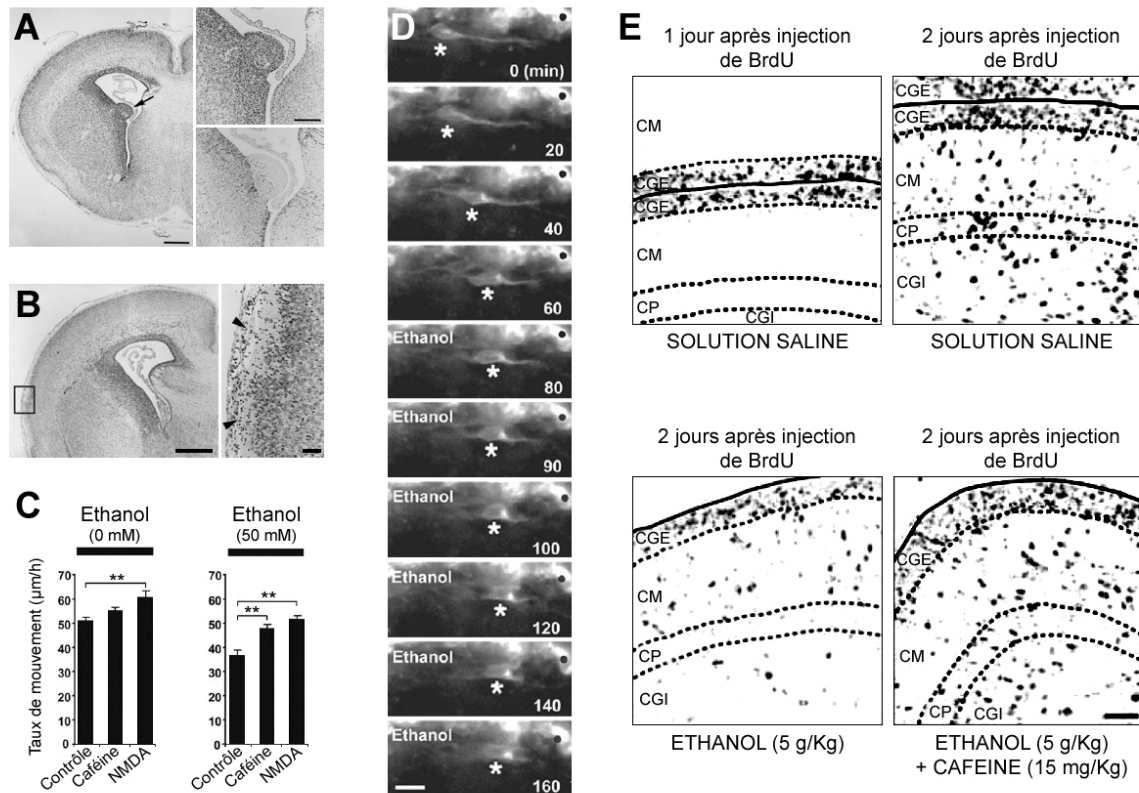 A
B
C
Ethanol
(0 mM)
Ethanol
(50 mM)
Taux de mouvement (µm/h)
70
60
50
40
30
20
10
0
**
Contrôle
Caféine
NMDA
70
60
50
40
30
20
10
0
**
**
Contrôle
Caféine
NMDA
D
*
0 (min)
*
20
*
40
*
60
Ethanol
*
80
Ethanol
*
90
Ethanol
*
100
Ethanol
*
120
Ethanol
*
140
Ethanol
*
160
E
1 jour après injection
de BrdU
CM
CGE
CGE
CM
CP
CGI
SOLUTION SALINE
2 jours après injection
de BrdU
CGE
CGE
CM
CP
CGI
SOLUTION SALINE
2 jours après injection
de BrdU
CGE
CM
CP
CGI
ETHANOL (5 g/Kg)
2 jours après injection
de BrdU
CGE
CM
CP
CGI
ETHANOL (5 g/Kg)
+ CAFEINE (15 mg/Kg)